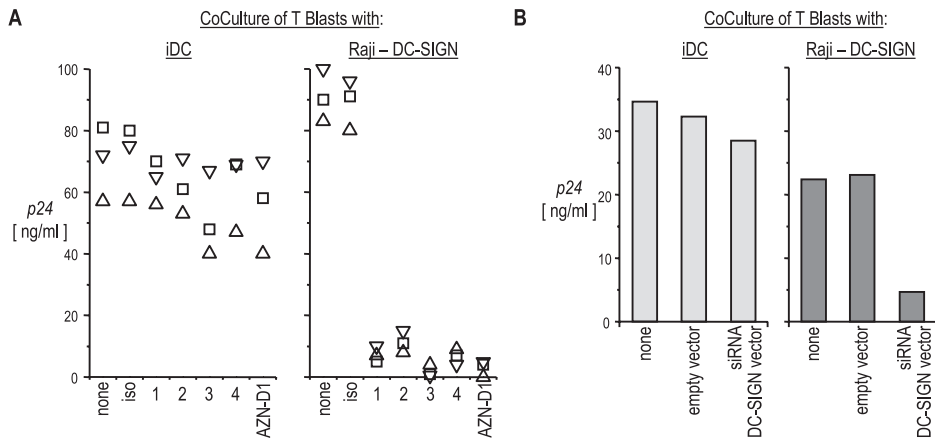 A
CoCulture of T Blasts with:
iDC
Raji – DC-SIGN
100
80
60
40
20
0
p24
[ ng/ml ]
none
iso
1
2
3
4
AZN-D1
none
iso
1
2
3
4
AZN-D1
B
CoCulture of T Blasts with:
iDC
Raji – DC-SIGN
40
30
20
10
0
p24
[ ng/ml ]
none
empty vector
siRNA
DC-SIGN vector
none
empty vector
siRNA
DC-SIGN vector